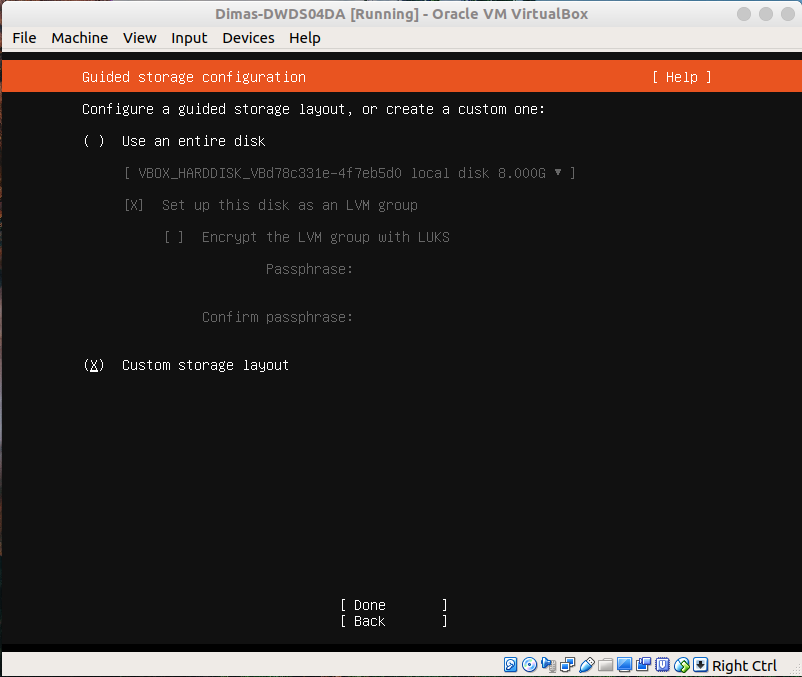 Dimas-DWDS04DA [Running] - Oracle VM VirtualBox
File Machine View Input Devices Help
Guided storage configuration [ Help ]
Configure a guided storage layout, or create a custom one:
( ) Use an entire disk
[ VBOX_HARDDISK_VBd78c331e-4f7eb5d0 local disk 8.000G ▾ ]
[X] Set up this disk as an LVM group
[ ] Encrypt the LVM group with LUKS
Passphrase:
Confirm passphrase:
(X) Custom storage layout
[ Done ]
[ Back ]
Right Ctrl